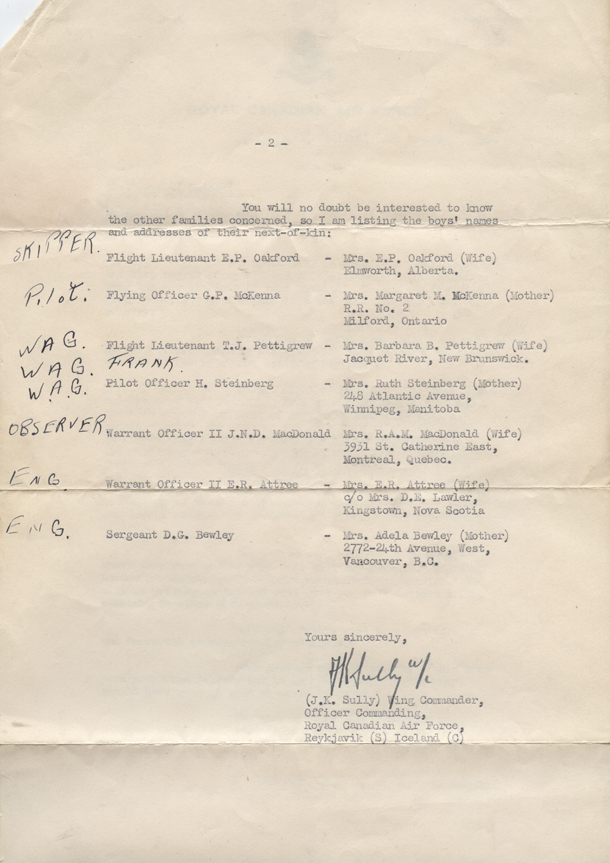 - 2 -
You will no doubt be interested to know
the other families concerned, so I am listing the boys' names
and addresses of their next-of-kin:
SKIPPER. Flight Lieutenant E.P. Oakford - Mrs. E.P. Oakford (Wife)
Elmworth, Alberta.
Pilot: Flying Officer G.P. McKenna - Mrs. Margaret M. McKenna (Mother)
R.R. No. 2
Milford, Ontario
WAG. Flight Lieutenant T.J. Pettigrew - Mrs. Barbara B. Pettigrew (Wife)
WAG. FRANK. Jacquet River, New Brunswick.
W.A.G. Pilot Officer H. Steinberg - Mrs. Ruth Steinberg (Mother)
248 Atlantic Avenue,
Winnipeg, Manitoba
OBSERVER. Warrant Officer II J.N.D. MacDonald Mrs. R.A.M. MacDonald (Wife)
3931 St. Catherine East,
Montreal, Quebec.
ENG. Warrant Officer II E.R. Attree - Mrs. E.R. Attree (Wife)
c/o Mrs. D.E. Lawler,
Kingstown, Nova Scotia
ENG. Sergeant D.G. Bewley - Mrs. Adela Bewley (Mother)
2772-24th Avenue, West,
Vancouver, B.C.
Yours sincerely,
JKSully w/c
(J.K. Sully) Wing Commander,
Officer Commanding,
Royal Canadian Air Force,
Reykjavik (S) Iceland (C)